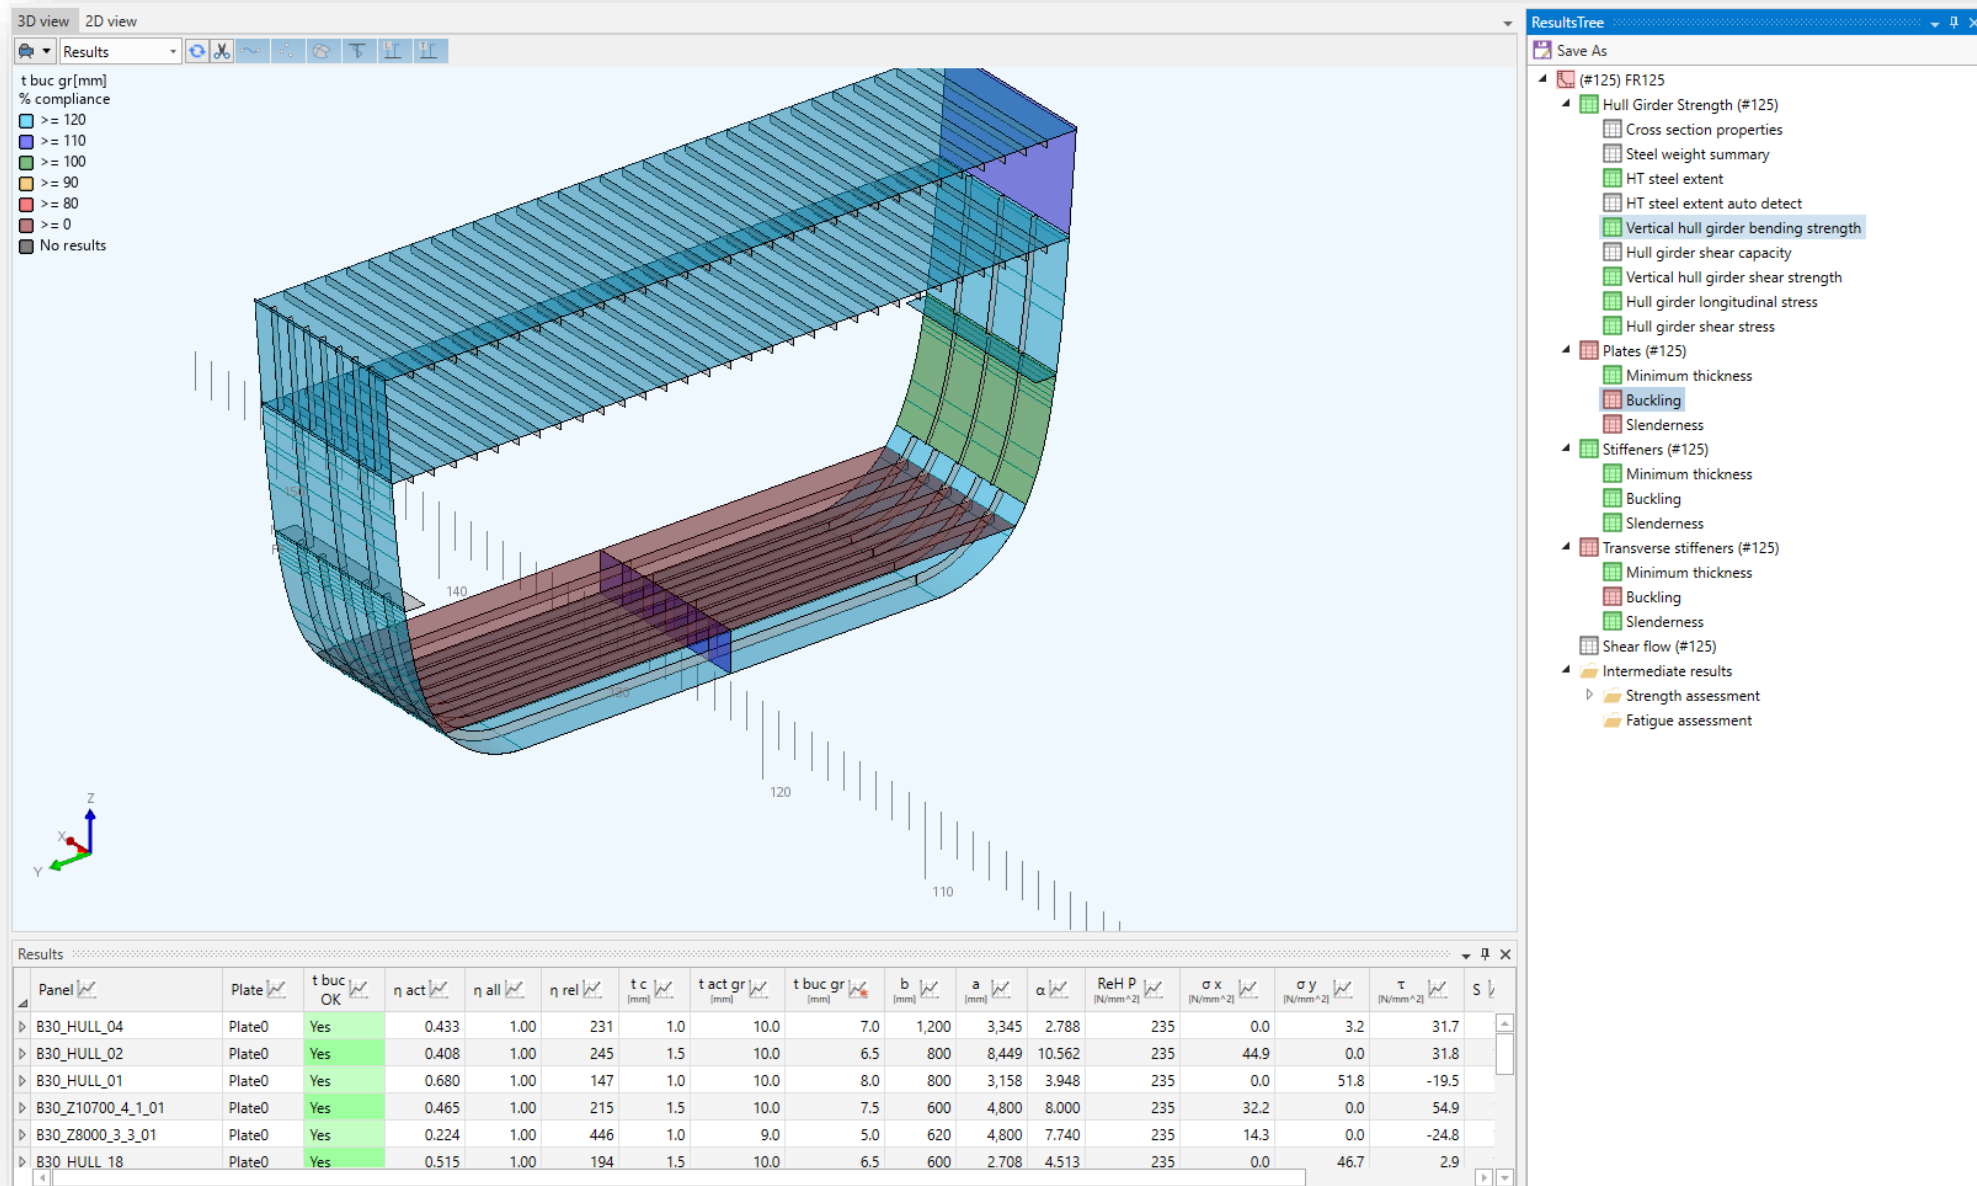 3D view 2D view
Results
t buc gr[mm]
% compliance
>= 120
>= 110
>= 100
>= 90
>= 80
>= 0
No results
150
140
130
120
110
Z
X
Y
Results
Panel Plate t buc OK η act η all η rel t c [mm] t act gr [mm] t buc gr [mm] b [mm] a [mm] α ReH P [N/mm^2] σ x [N/mm^2] σ y [N/mm^2] τ [N/mm^2] S
B30_HULL_04 Plate0 Yes 0.433 1.00 231 1.0 10.0 7.0 1,200 3,345 2.788 235 0.0 3.2 31.7
B30_HULL_02 Plate0 Yes 0.408 1.00 245 1.5 10.0 6.5 800 8,449 10.562 235 44.9 0.0 31.8
B30_HULL_01 Plate0 Yes 0.680 1.00 147 1.0 10.0 8.0 800 3,158 3.948 235 0.0 51.8 -19.5
B30_Z10700_4_1_01 Plate0 Yes 0.465 1.00 215 1.5 10.0 7.5 600 4,800 8.000 235 32.2 0.0 54.9
B30_Z8000_3_3_01 Plate0 Yes 0.224 1.00 446 1.0 9.0 5.0 620 4,800 7.740 235 14.3 0.0 -24.8
B30_HULL_18 Plate0 Yes 0.515 1.00 194 1.5 10.0 6.5 600 2,708 4.513 235 0.0 46.7 2.9
ResultsTree
Save As
(#125) FR125
Hull Girder Strength (#125)
Cross section properties
Steel weight summary
HT steel extent
HT steel extent auto detect
Vertical hull girder bending strength
Hull girder shear capacity
Vertical hull girder shear strength
Hull girder longitudinal stress
Hull girder shear stress
Plates (#125)
Minimum thickness
Buckling
Slenderness
Stiffeners (#125)
Minimum thickness
Buckling
Slenderness
Transverse stiffeners (#125)
Minimum thickness
Buckling
Slenderness
Shear flow (#125)
Intermediate results
Strength assessment
Fatigue assessment